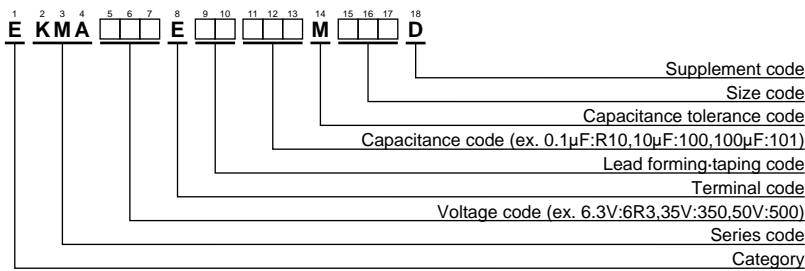 1 2 3 4 5 6 7 8 9 10 11 12 13 14 15 16 17 18
E KMA E M D
Supplement code
Size code
Capacitance tolerance code
Capacitance code (ex. 0.1μF:R10,10μF:100,100μF:101)
Lead forming·taping code
Terminal code
Voltage code (ex. 6.3V:6R3,35V:350,50V:500)
Series code
Category